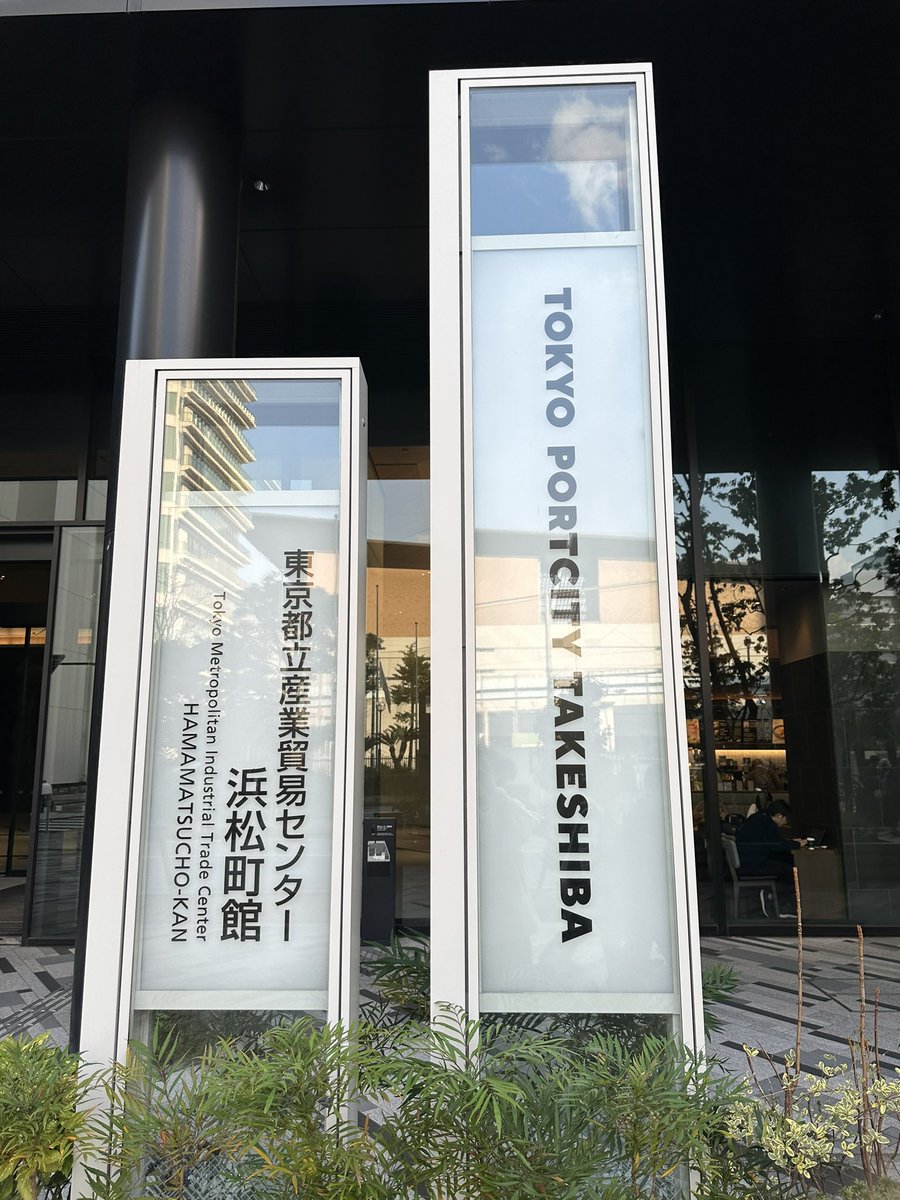 東京都立産業貿易センター
浜松町館
Tokyo Metropolitan Industrial Trade Center
HAMAMATSUCHO-KAN
TOKYO PORTCITY TAKESHIBA